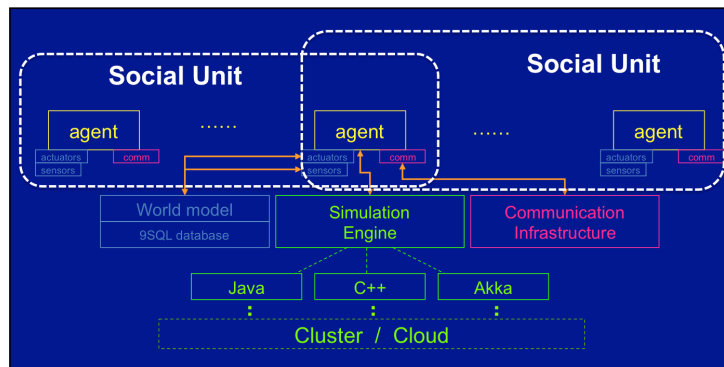 Social Unit
Social Unit
agent
......
agent
......
agent
actuators
comm
sensors
actuators
comm
sensors
actuators
comm
sensors
World model
9SQL database
Simulation
Engine
Communication
Infrastructure
Java
C++
Akka
:
:
:
Cluster / Cloud